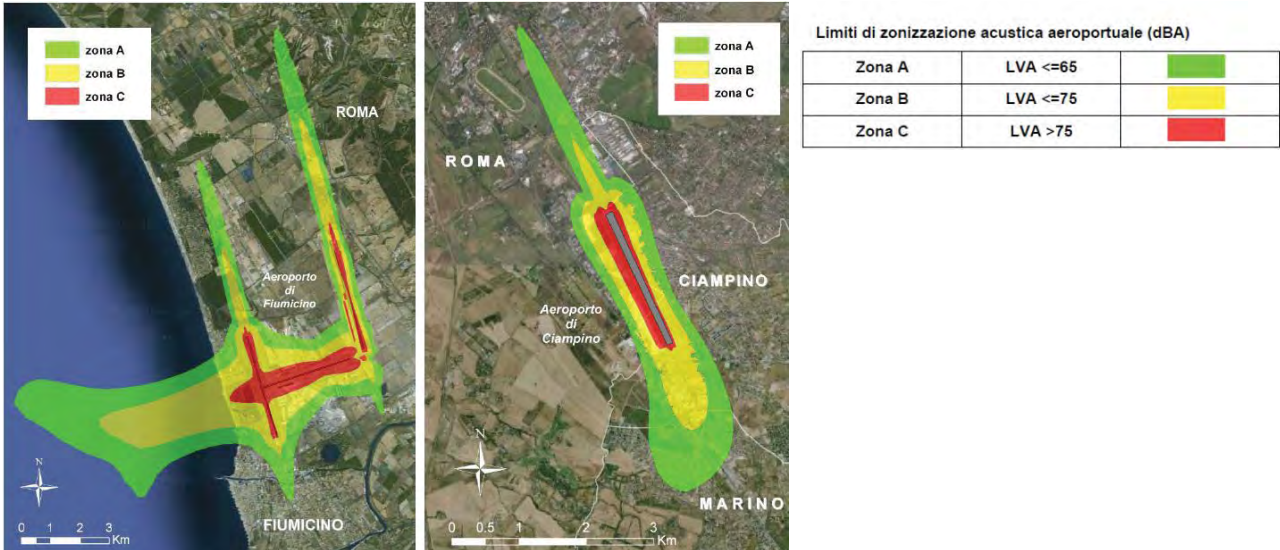 zona A
zona B
zona C
ROMA
Aeroporto
di
Fiumicino
N
FIUMICINO
0 1 2 3
Km
zona A
zona B
zona C
ROMA
CIAMPINO
Aeroporto
di
Ciampino
N
MARINO
0 0.5 1 2 3
Km
Limiti di zonizzazione acustica aeroportuale (dBA)
Zona A LVA <=65
Zona B LVA <=75
Zona C LVA >75